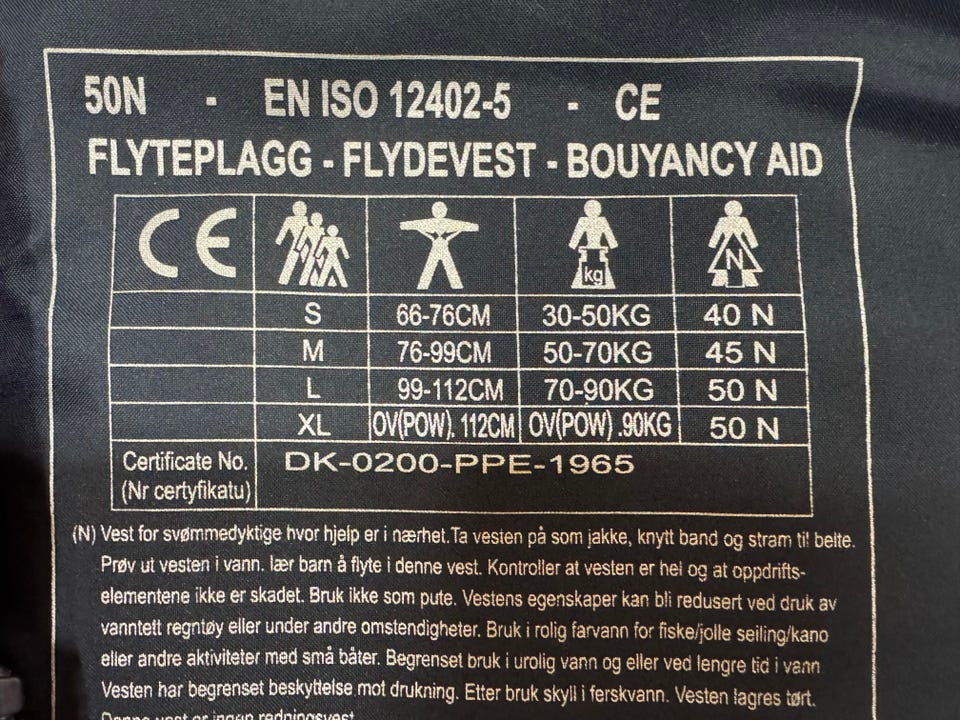 50N - EN ISO 12402-5 - CE
FLYTEPLAGG - FLYDEVEST - BOUYANCY AID
CE kg N
S 66-76CM 30-50KG 40 N
M 76-99CM 50-70KG 45 N
L 99-112CM 70-90KG 50 N
XL OV(POW). 112CM OV(POW) .90KG 50 N
Certificate No. DK-0200-PPE-1965
(Nr certyfikatu)
(N) Vest for svømmedyktige hvor hjelp er i nærhet.Ta vesten på som jakke, knytt band og stram til belte.
Prøv ut vesten i vann. lær barn å flyte i denne vest. Kontroller at vesten er hel og at oppdrifts-
elementene ikke er skadet. Bruk ikke som pute. Vestens egenskaper kan bli redusert ved druk av
vanntett regntøy eller under andre omstendigheter. Bruk i rolig farvann for fiske/jolle seiling/kano
eller andre aktiviteter med små båter. Begrenset bruk i urolig vann og eller ved lengre tid i vann
Vesten har begrenset beskyttelse mot drukning. Etter bruk skyll i ferskvann. Vesten lagres tørt.
Denne vest er ingen redningsvest.